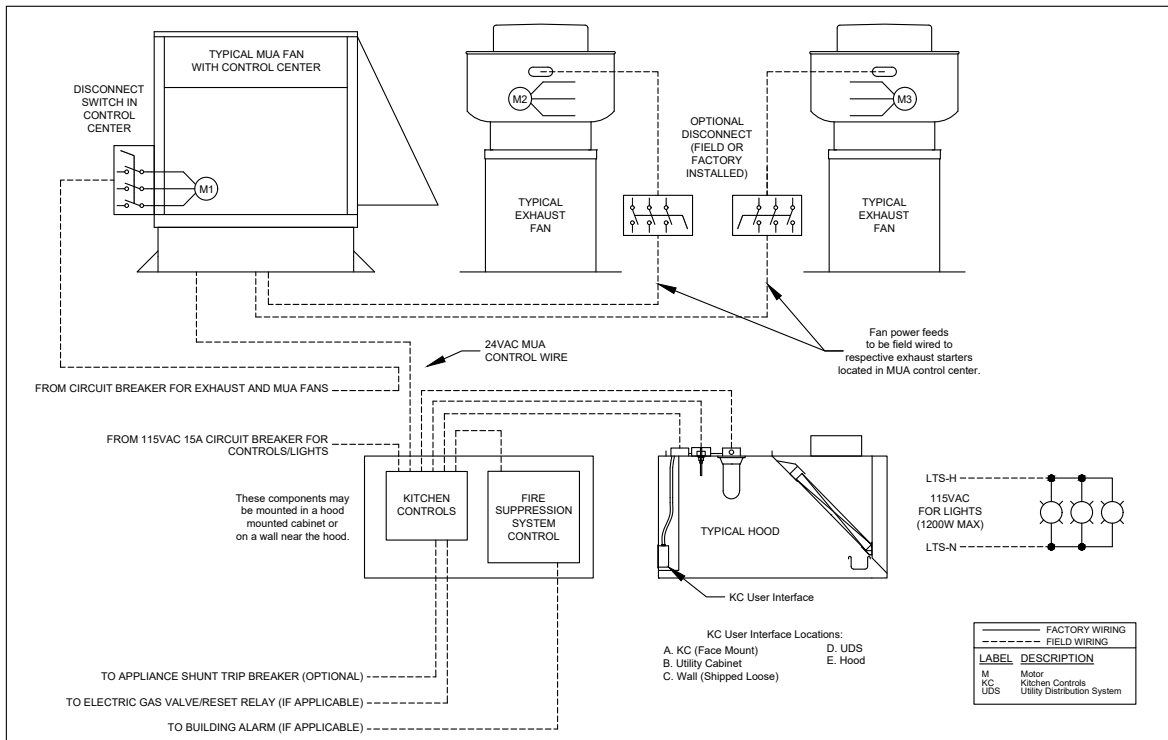 TYPICAL MUA FAN
WITH CONTROL CENTER
DISCONNECT
SWITCH IN
CONTROL
CENTER
M1
M2
M3
OPTIONAL
DISCONNECT
(FIELD OR
FACTORY
INSTALLED)
TYPICAL
EXHAUST
FAN
TYPICAL
EXHAUST
FAN
24VAC MUA
CONTROL WIRE
Fan power feeds
to be field wired to
respective exhaust starters
located in MUA control center.
FROM CIRCUIT BREAKER FOR EXHAUST AND MUA FANS
FROM 115VAC 15A CIRCUIT BREAKER FOR
CONTROLS/LIGHTS
These components may
be mounted in a hood
mounted cabinet or
on a wall near the hood.
KITCHEN
CONTROLS
FIRE
SUPPRESSION
SYSTEM
CONTROL
TYPICAL HOOD
LTS-H
115VAC
FOR LIGHTS
(1200W MAX)
LTS-N
KC User Interface
KC User Interface Locations:
A. KC (Face Mount)
B. Utility Cabinet
C. Wall (Shipped Loose)
D. UDS
E. Hood
TO APPLIANCE SHUNT TRIP BREAKER (OPTIONAL)
TO ELECTRIC GAS VALVE/RESET RELAY (IF APPLICABLE)
TO BUILDING ALARM (IF APPLICABLE)
FACTORY WIRING
FIELD WIRING
LABEL DESCRIPTION
M Motor
KC Kitchen Controls
UDS Utility Distribution System